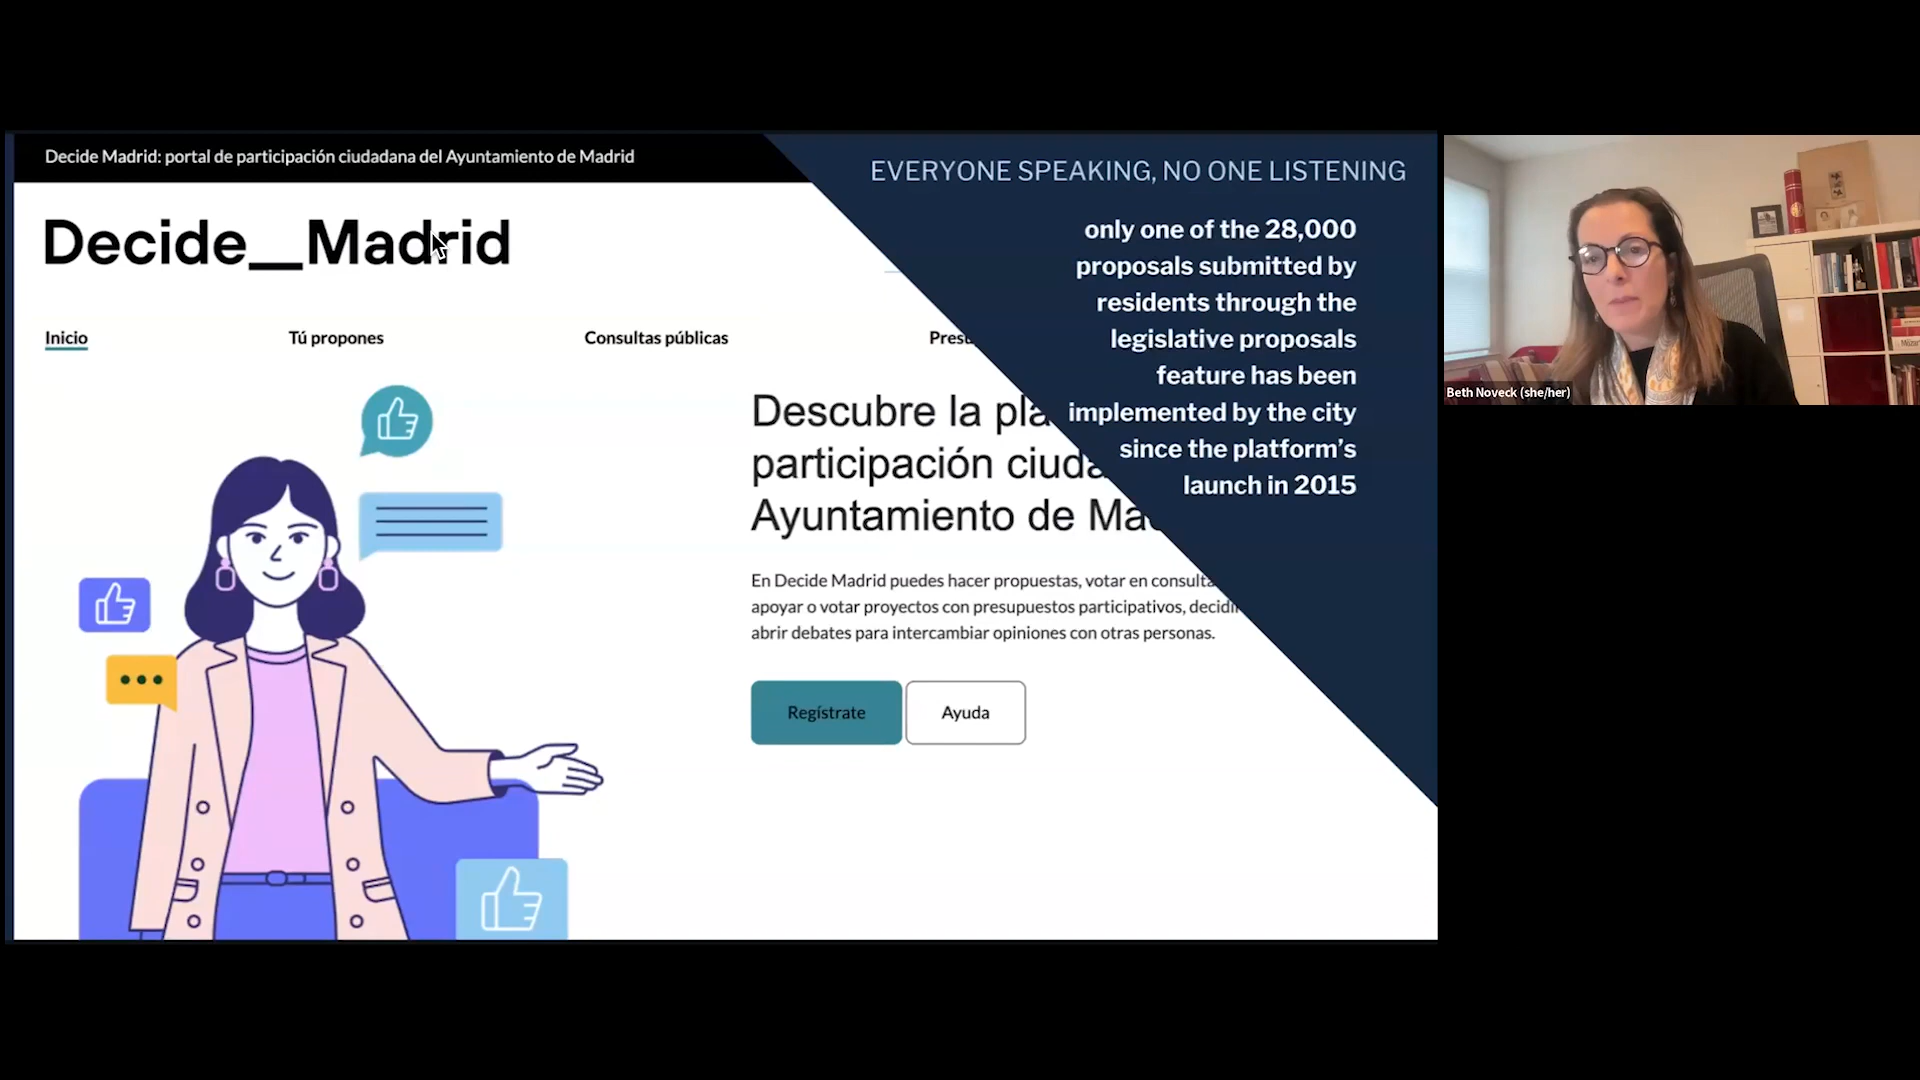 Decide Madrid: portal de participación ciudadana del Ayuntamiento de Madrid
Decide__Madrid
Inicio
Tú propones
Consultas públicas
Presu
Descubre la pla
participación ciuda
Ayuntamiento de Mad
En Decide Madrid puedes hacer propuestas, votar en consulta
apoyar o votar proyectos con presupuestos participativos, decidir
abrir debates para intercambiar opiniones con otras personas.
Regístrate
Ayuda
EVERYONE SPEAKING, NO ONE LISTENING
only one of the 28,000
proposals submitted by
residents through the
legislative proposals
feature has been
implemented by the city
since the platform’s
launch in 2015
Beth Noveck (she/her)